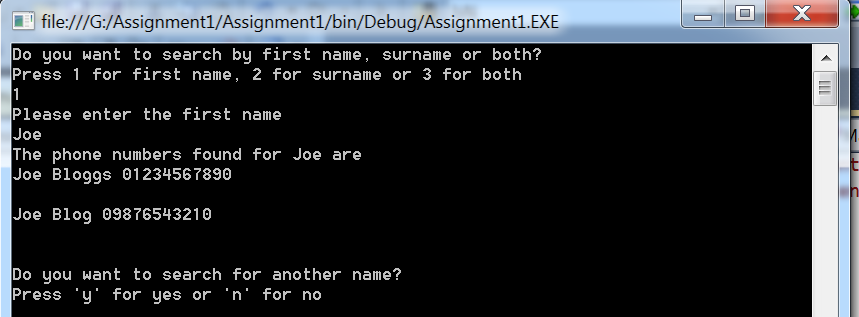 file:///G:/Assignment1/Assignment1/bin/Debug/Assignment1.EXE
Do you want to search by first name, surname or both?
Press 1 for first name, 2 for surname or 3 for both
1
Please enter the first name
Joe
The phone numbers found for Joe are
Joe Bloggs 01234567890
Joe Blog 09876543210
Do you want to search for another name?
Press 'y' for yes or 'n' for no